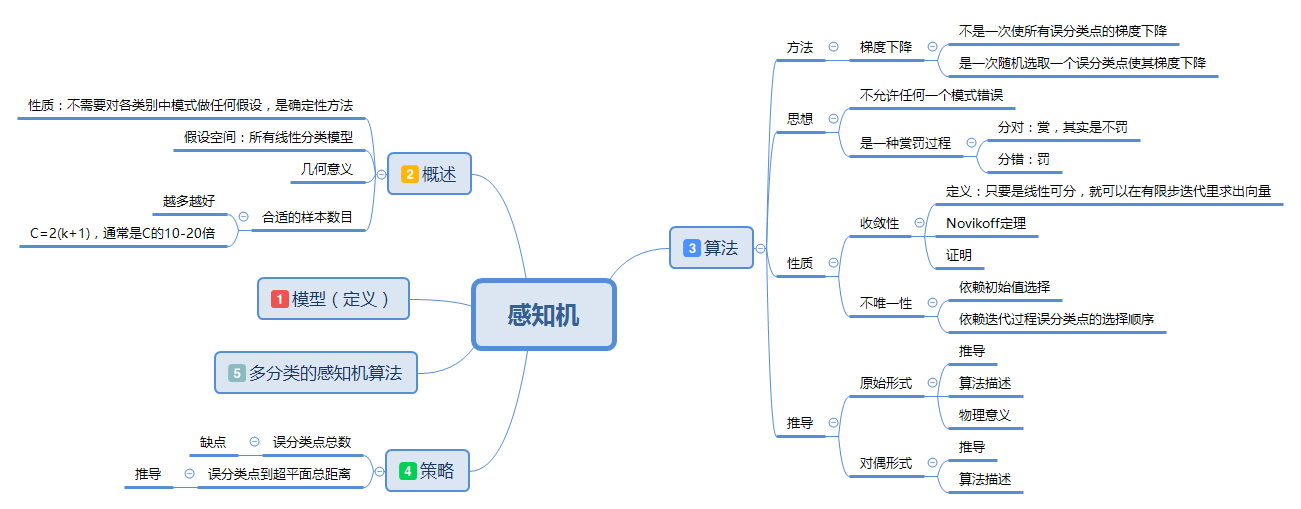 感知机
1 模型（定义）
2 概述
性质：不需要对各类别中模式做任何假设，是确定性方法
假设空间：所有线性分类模型
几何意义
合适的样本数目
越多越好
C=2(k+1)，通常是C的10-20倍
3 算法
方法
梯度下降
不是一次使所有误分类点的梯度下降
是一次随机选取一个误分类点使其梯度下降
思想
不允许任何一个模式错误
是一种赏罚过程
分对：赏，其实是不罚
分错：罚
性质
收敛性
定义：只要是线性可分，就可以在有限步迭代里求出向量
Novikoff定理
证明
不唯一性
依赖初始值选择
依赖迭代过程误分类点的选择顺序
推导
原始形式
推导
算法描述
物理意义
对偶形式
推导
算法描述
4 策略
误分类点总数
缺点
误分类点到超平面总距离
推导
5 多分类的感知机算法